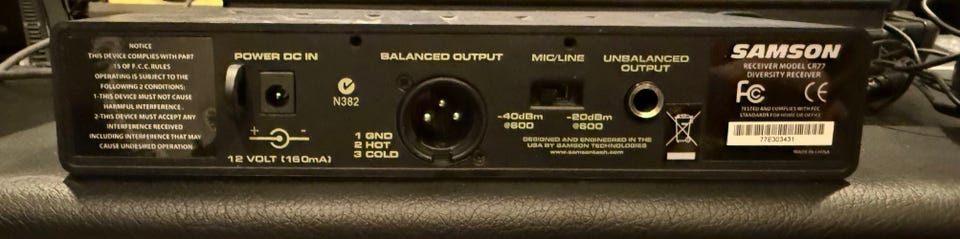 NOTICE
THIS DEVICE COMPLIES WITH PART
15 OF F.C.C. RULES
OPERATING IS SUBJECT TO THE
FOLLOWING 2 CONDITIONS:
1-THIS DEVICE MUST NOT CAUSE
HARMFUL INTERFERENCE.
2-THIS DEVICE MUST ACCEPT ANY
INTERFERENCE RECEIVED
INCLUDING INTERFERENCE THAT MAY
CAUSE UNDESIRED OPERATION
POWER DC IN
+ -
12 VOLT (160mA)
N382
BALANCED OUTPUT
1 GND
2 HOT
3 COLD
MIC/LINE
-40dBm
@600
-20dBm
@600
UNBALANCED
OUTPUT
DESIGNED AND ENGINEERED IN THE
USA BY SAMSON TECHNOLOGIES
www.samsontech.com
SAMSON
RECEIVER MODEL CR77
DIVERSITY RECEIVER
FCC CE
TESTED AND COMPLIES WITH FCC
STANDARDS FOR HOME OR OFFICE
77E303431
MADE IN CHINA